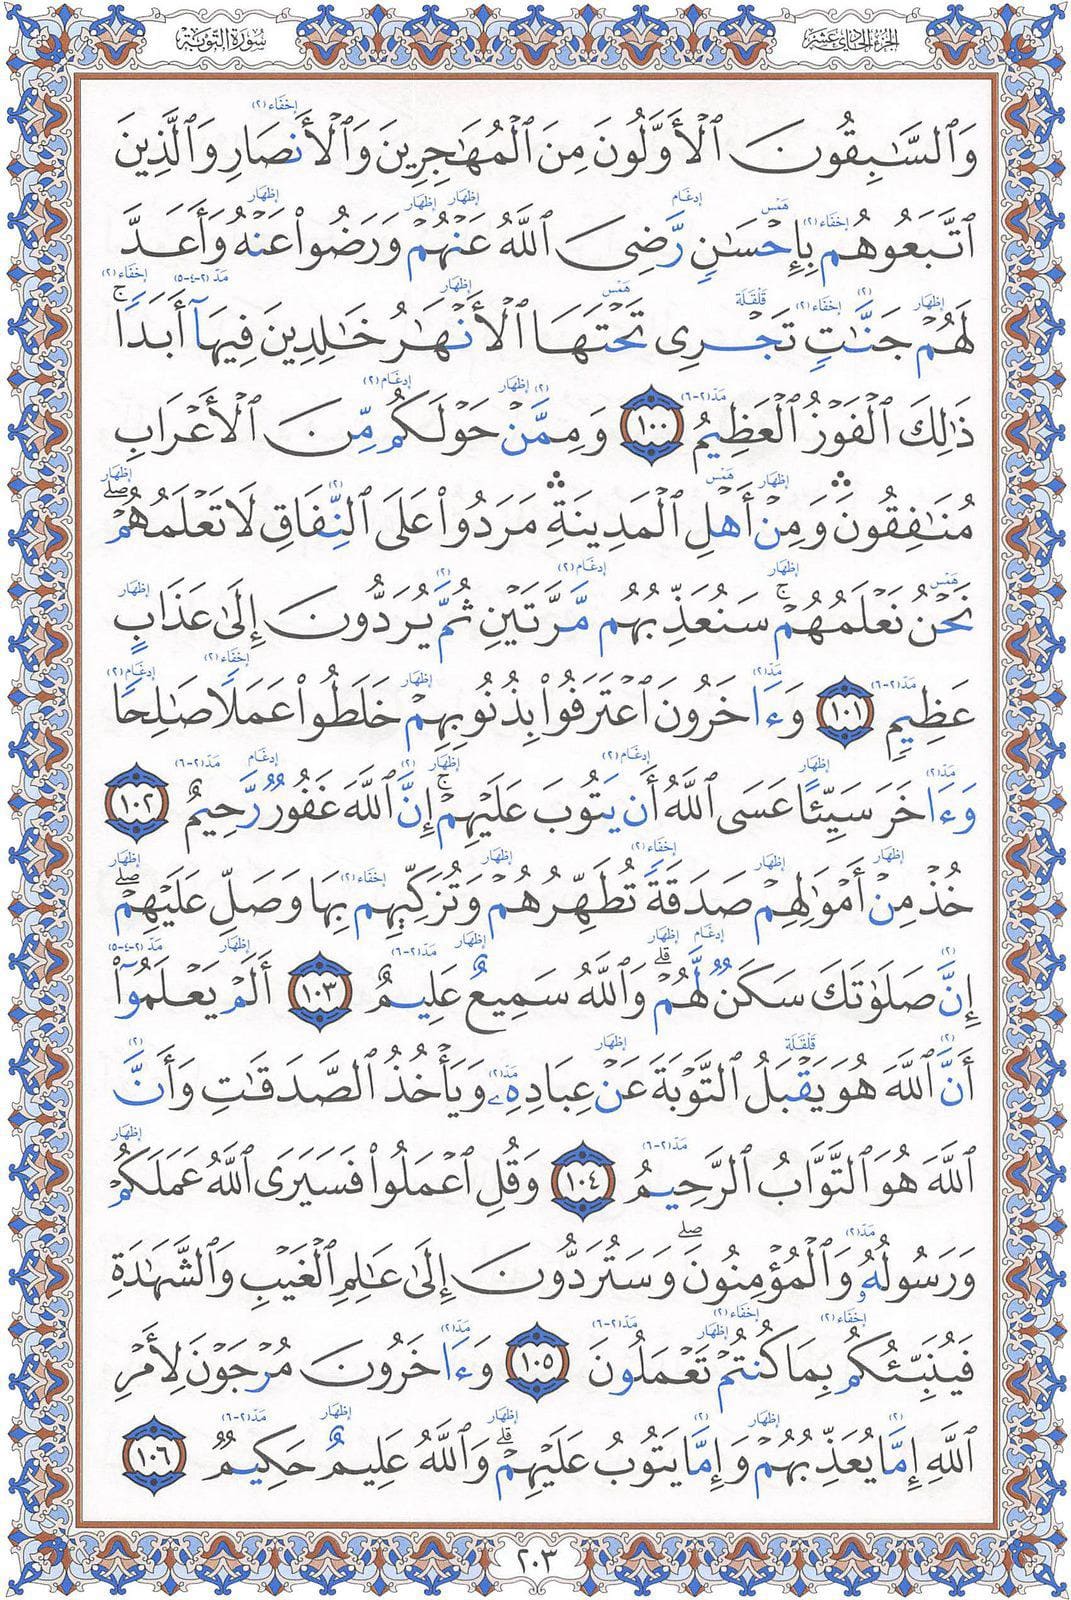 الجزء الحادي عشر
سورة التوبة
وَٱلسَّٰبِقُونَ ٱلْأَوَّلُونَ مِنَ ٱلْمُهَٰجِرِينَ وَٱلْأَنصَارِ وَٱلَّذِينَ
ٱتَّبَعُوهُم بِإِحْسَٰنٍ رَّضِىَ ٱللَّهُ عَنْهُمْ وَرَضُوا۟ عَنْهُ وَأَعَدَّ
لَهُمْ جَنَّٰتٍ تَجْرِى تَحْتَهَا ٱلْأَنْهَٰرُ خَٰلِدِينَ فِيهَآ أَبَدًا ۚ
ذَٰلِكَ ٱلْفَوْزُ ٱلْعَظِيمُ ١٠٠ وَمِمَّنْ حَوْلَكُم مِّنَ ٱلْأَعْرَابِ
مُنَٰفِقُونَ ۛ وَمِنْ أَهْلِ ٱلْمَدِينَةِ ۛ مَرَدُوا۟ عَلَى ٱلنِّفَاقِ لَا تَعْلَمُهُمْ ۖ
نَحْنُ نَعْلَمُهُمْ ۚ سَنُعَذِّبُهُم مَّرَّتَيْنِ ثُمَّ يُرَدُّونَ إِلَىٰ عَذَابٍ
عَظِيمٍ ١٠١ وَءَاخَرُونَ ٱعْتَرَفُوا۟ بِذُنُوبِهِمْ خَلَطُوا۟ عَمَلًا صَٰلِحًا
وَءَاخَرَ سَيِّئًا عَسَى ٱللَّهُ أَن يَتُوبَ عَلَيْهِمْ ۚ إِنَّ ٱللَّهَ غَفُورٌ رَّحِيمٌ ١٠٢
خُذْ مِنْ أَمْوَٰلِهِمْ صَدَقَةً تُطَهِّرُهُمْ وَتُزَكِّيهِم بِهَا وَصَلِّ عَلَيْهِمْ ۖ
إِنَّ صَلَوٰتَكَ سَكَنٌ لَّهُمْ ۗ وَٱللَّهُ سَمِيعٌ عَلِيمٌ ١٠٣ أَلَمْ يَعْلَمُوٓا۟
أَنَّ ٱللَّهَ هُوَ يَقْبَلُ ٱلتَّوْبَةَ عَنْ عِبَادِهِۦ وَيَأْخُذُ ٱلصَّدَقَٰتِ وَأَنَّ
ٱللَّهَ هُوَ ٱلتَّوَّابُ ٱلرَّحِيمُ ١٠٤ وَقُلِ ٱعْمَلُوا۟ فَسَيَرَى ٱللَّهُ عَمَلَكُمْ
وَرَسُولُهُۥ وَٱلْمُؤْمِنُونَ ۖ وَسَتُرَدُّونَ إِلَىٰ عَٰلِمِ ٱلْغَيْبِ وَٱلشَّهَٰدَةِ
فَيُنَبِّئُكُم بِمَا كُنتُمْ تَعْمَلُونَ ١٠٥ وَءَاخَرُونَ مُرْجَوْنَ لِأَمْرِ
ٱللَّهِ إِمَّا يُعَذِّبُهُمْ وَإِمَّا يَتُوبُ عَلَيْهِمْ ۗ وَٱللَّهُ عَلِيمٌ حَكِيمٌ ١٠٦
٢٠٣